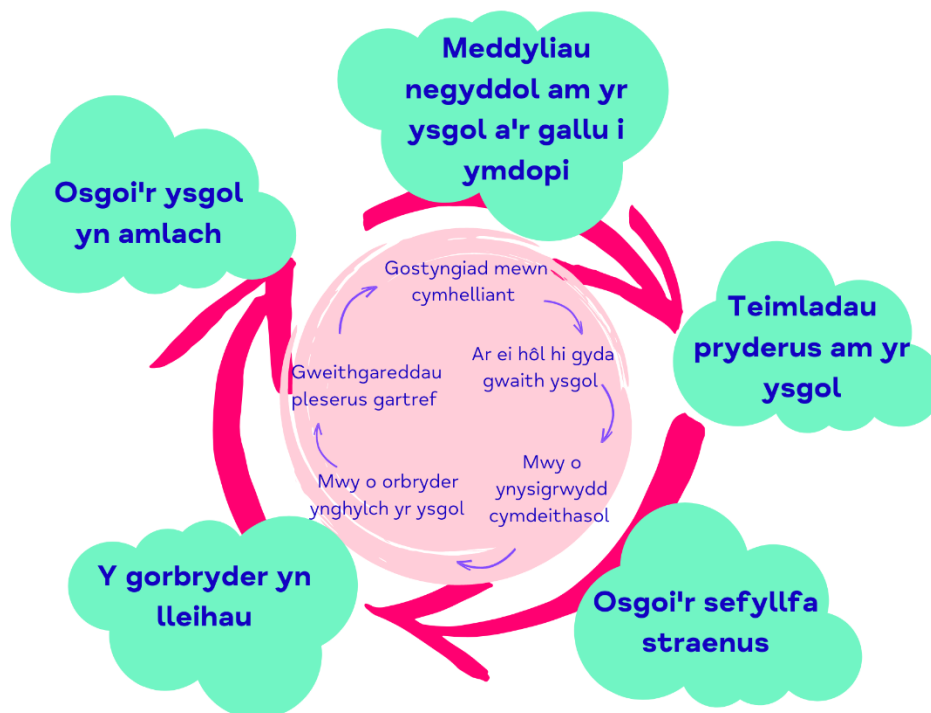 Meddyliau
negyddol am yr
ysgol a'r gallu i
ymdopi
Teimladau
pryderus am yr
ysgol
Osgoi'r sefyllfa
straenus
Y gorbryder yn
lleihau
Osgoi'r ysgol
yn amlach
Gostyngiad mewn
cymhelliant
Ar ei hôl hi gyda
gwaith ysgol
Mwy o
ynysigrwydd
cymdeithasol
Mwy o orbryder
ynghylch yr ysgol
Gweithgareddau
pleserus gartref